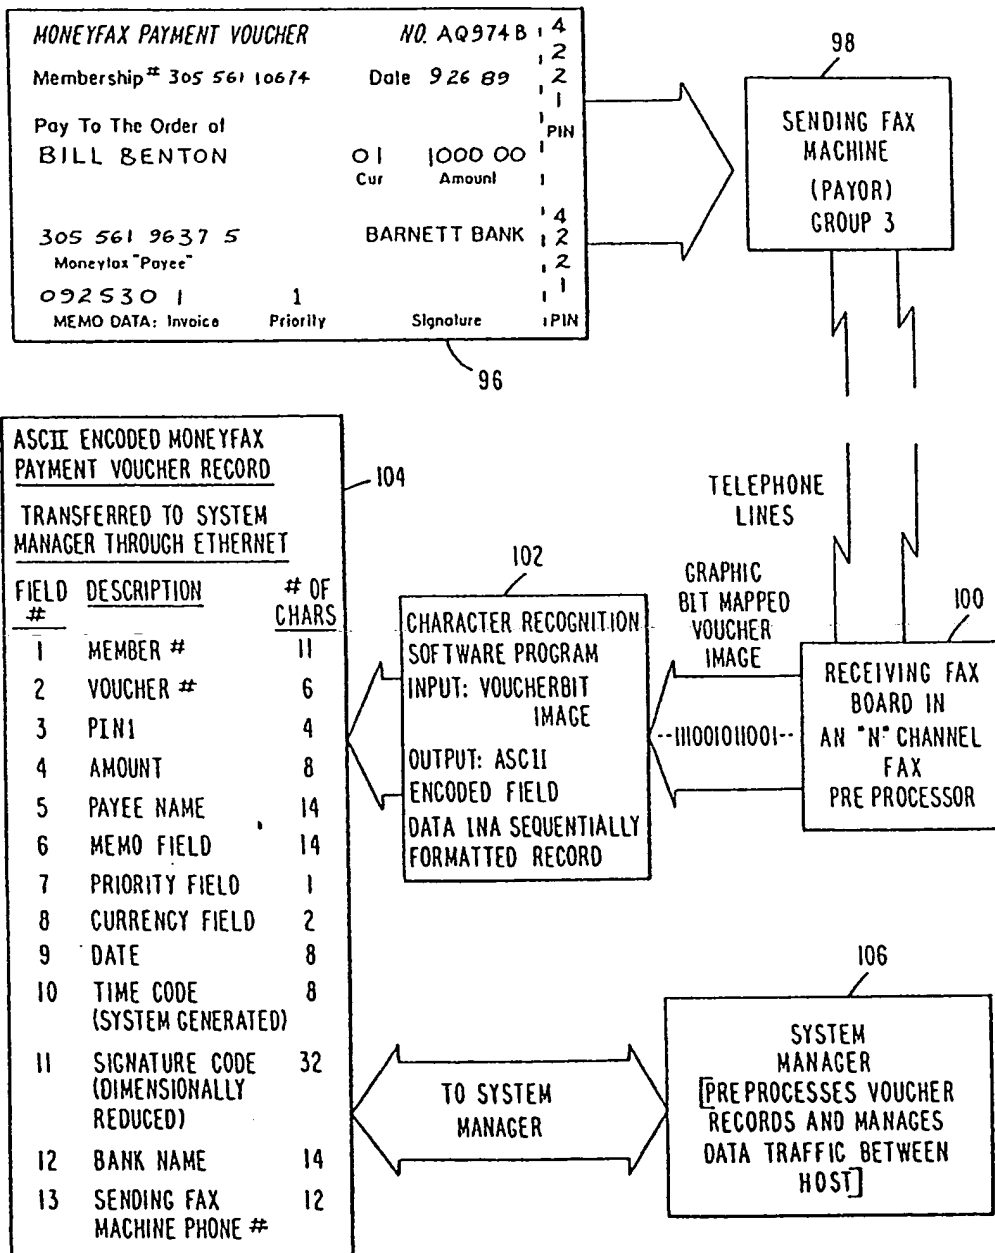 MONEYFAX PAYMENT VOUCHER NO. AQ974B
Membership# 305 561 10674 Date 9 26 89
4
2
2
1
PIN
Pay To The Order of
BILL BENTON 01 1000 00
Cur Amount
305 561 9637 5 BARNETT BANK
Moneyfax "Payee"
4
2
2
1
092530 1 1
MEMO DATA: Invoice Priority Signature PIN
96
98
SENDING FAX
MACHINE
(PAYOR)
GROUP 3
TELEPHONE
LINES
100
RECEIVING FAX
BOARD IN
AN "N" CHANNEL
FAX
PREPROCESSOR
GRAPHIC
BIT MAPPED
VOUCHER
IMAGE
--111001011001--
102
CHARACTER RECOGNITION
SOFTWARE PROGRAM
INPUT: VOUCHERBIT
IMAGE
OUTPUT: ASCII
ENCODED FIELD
DATA INA SEQUENTIALLY
FORMATTED RECORD
104
ASCII ENCODED MONEYFAX
PAYMENT VOUCHER RECORD
TRANSFERRED TO SYSTEM
MANAGER THROUGH ETHERNET
FIELD # DESCRIPTION # OF CHARS
1 MEMBER # 11
2 VOUCHER # 6
3 PIN1 4
4 AMOUNT 8
5 PAYEE NAME 14
6 MEMO FIELD 14
7 PRIORITY FIELD 1
8 CURRENCY FIELD 2
9 DATE 8
10 TIME CODE 8
(SYSTEM GENERATED)
11 SIGNATURE CODE 32
(DIMENSIONALLY
REDUCED)
12 BANK NAME 14
13 SENDING FAX 12
MACHINE PHONE #
TO SYSTEM
MANAGER
106
SYSTEM
MANAGER
[PREPROCESSES VOUCHER
RECORDS AND MANAGES
DATA TRAFFIC BETWEEN
HOST]